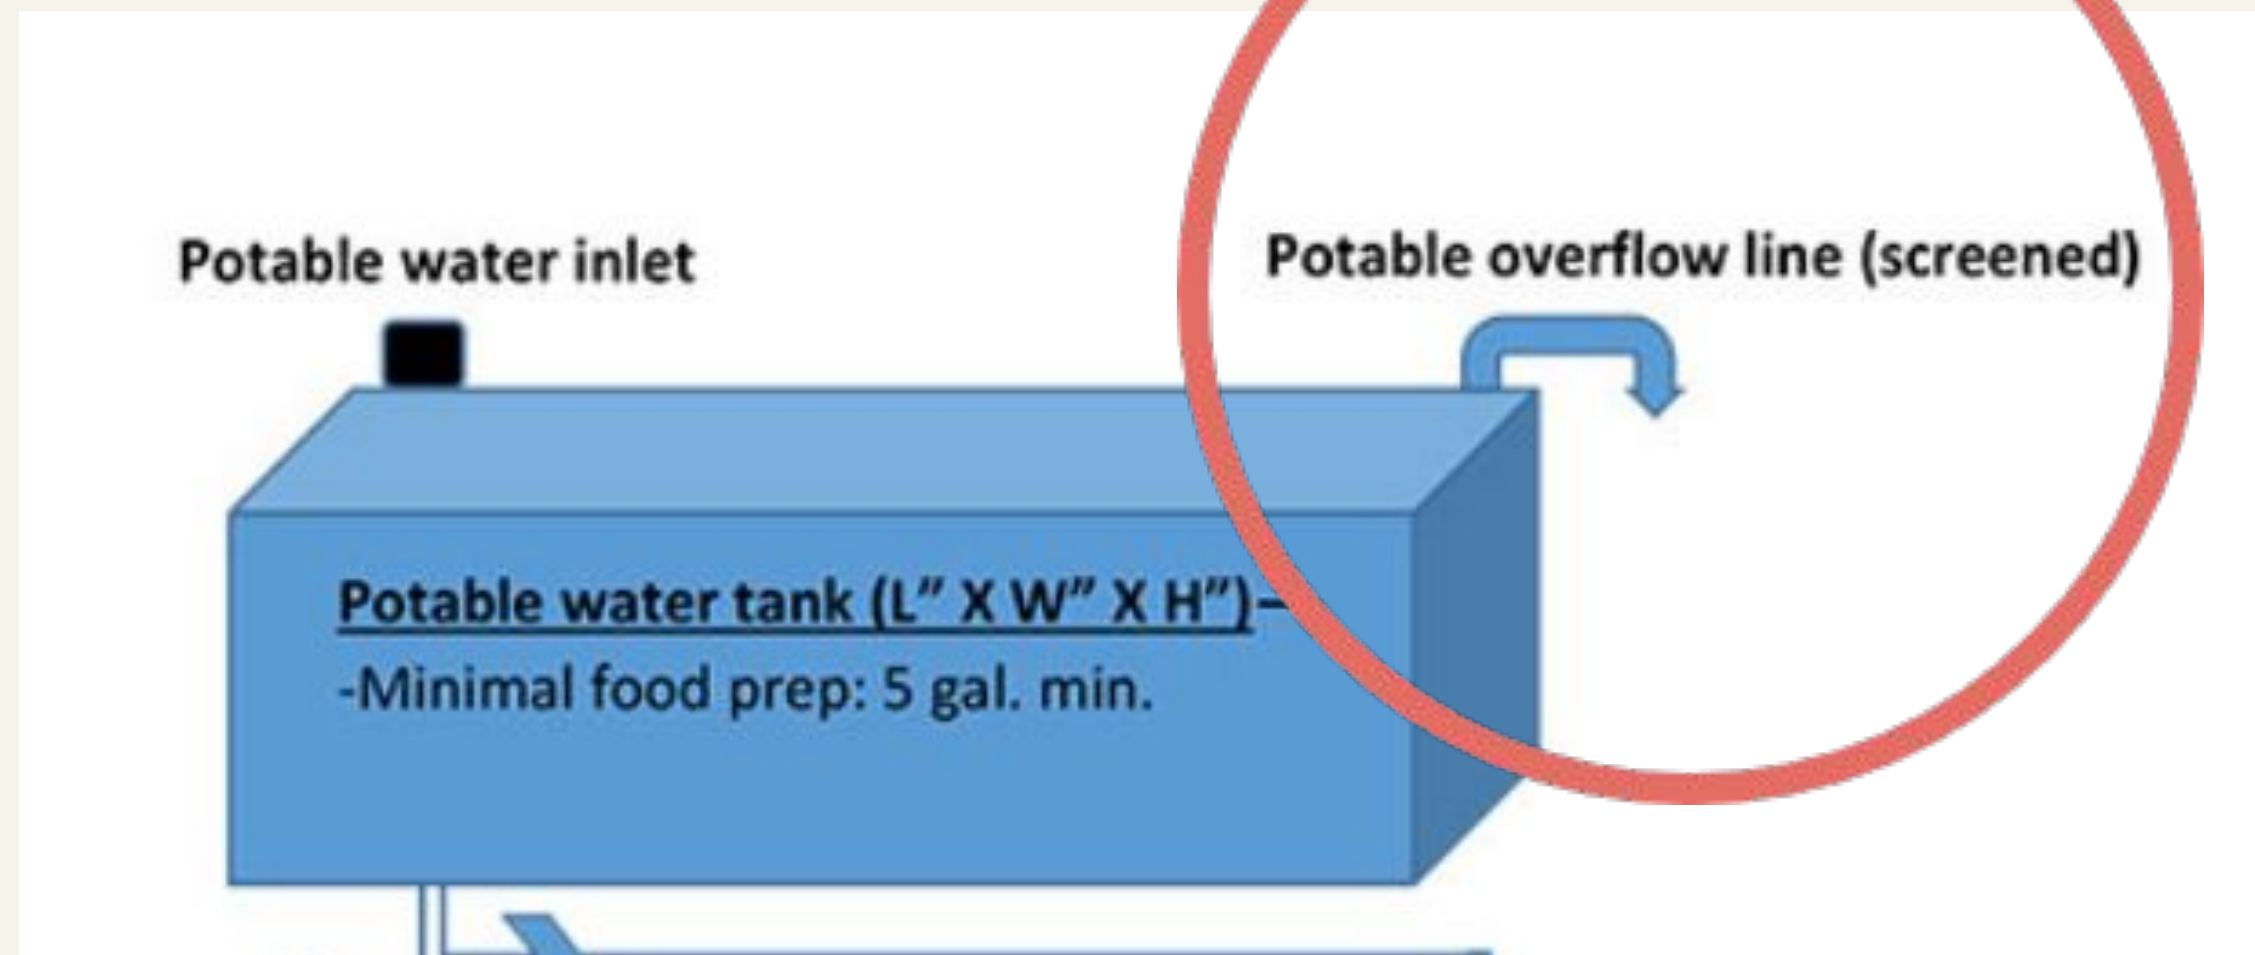 Potable water inlet
Potable overflow line (screened)
Potable water tank (L” X W” X H”)–
-Minimal food prep: 5 gal. min.